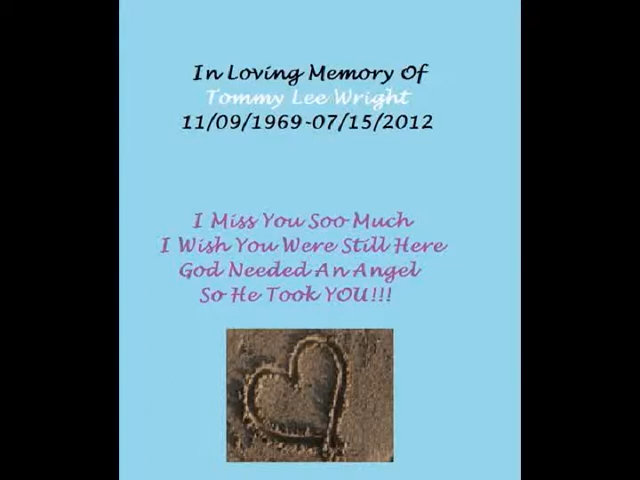 In Loving Memory Of
Tommy Lee Wright
11/09/1969-07/15/2012
I Miss You Soo Much
I Wish You Were Still Here
God Needed An Angel
So He Took YOU!!!